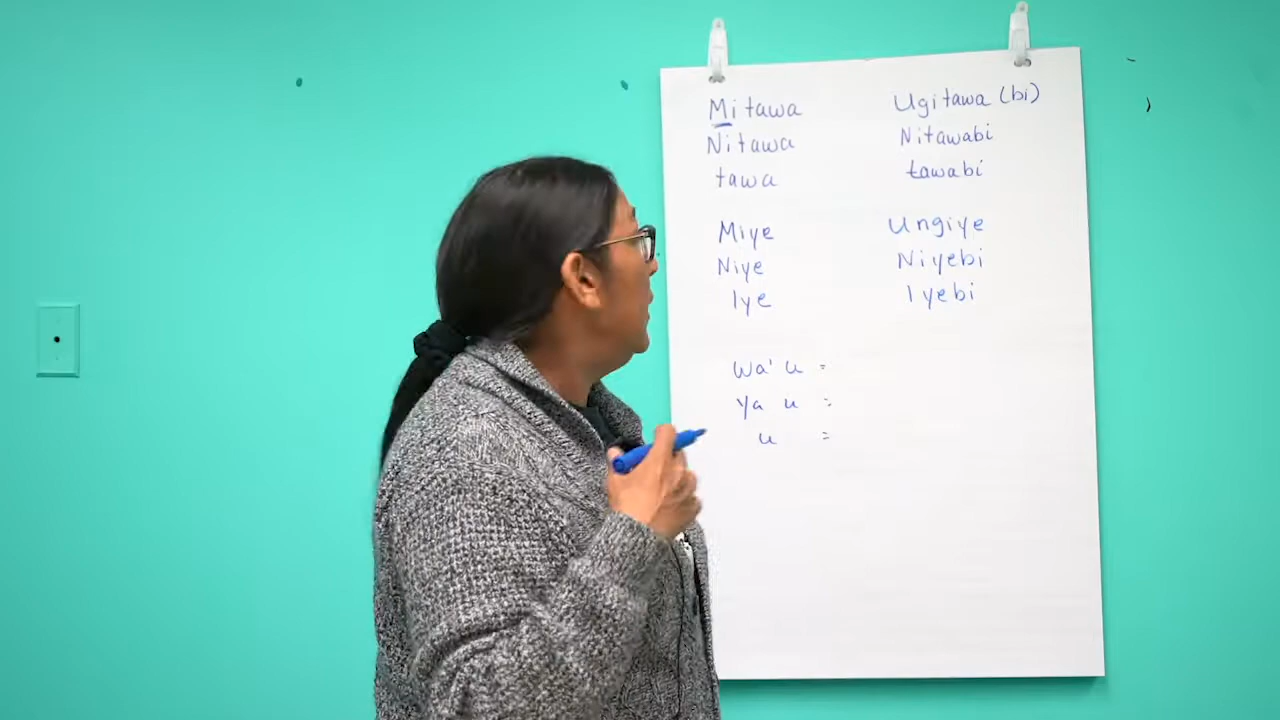 Mitawa Ugitawa (bi)
Nitawa Nitawabi
tawa tawabi
Miye Ungiye
Niye Niyebi
Iye Iyebi
Wa' u =
Ya u =
u =